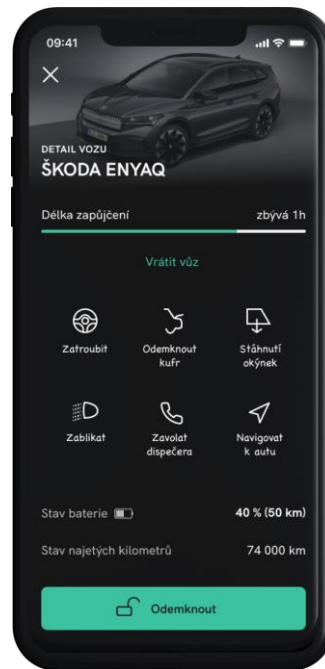 09:41
DETAIL VOZU
ŠKODA ENYAQ
Délka zapůjčení zbývá 1h
Vrátit vůz
Zatroubit
Odemknout
kufr
Stáhnutí
okýnek
Zablikat
Zavolat
dispečera
Navigovat
k autu
Stav baterie 40 % (50 km)
Stav najetých kilometrů 74 000 km
Odemknout